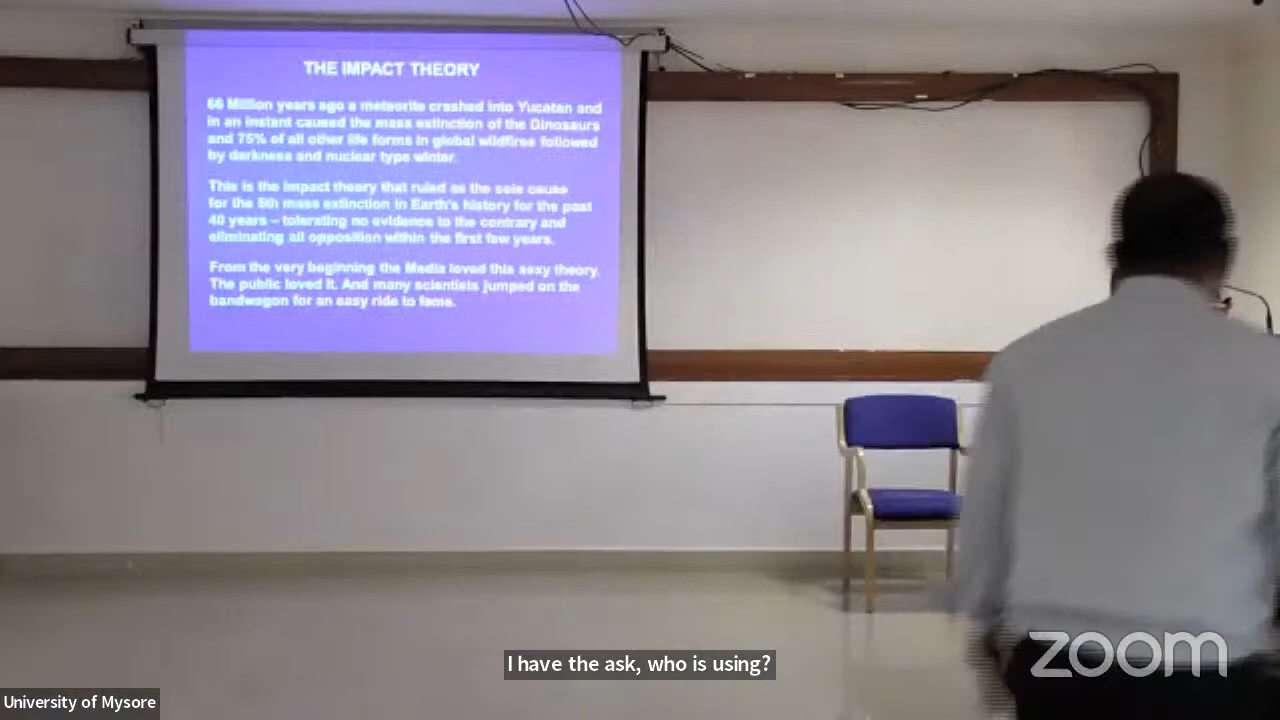 THE IMPACT THEORY
66 Million years ago a meteorite crashed into Yucatan and
in an instant caused the mass extinction of the Dinosaurs
and 75% of all other life forms in global wildfires followed
by darkness and nuclear type winter.
This is the impact theory that ruled as the sole cause
for the 5th mass extinction in Earth's history for the past
40 years – tolerating no evidence to the contrary and
eliminating all opposition within the first few years.
From the very beginning the Media loved this sexy theory.
The public loved it. And many scientists jumped on the
bandwagon for an easy ride to fame.
I have the ask, who is using?
zoom
University of Mysore